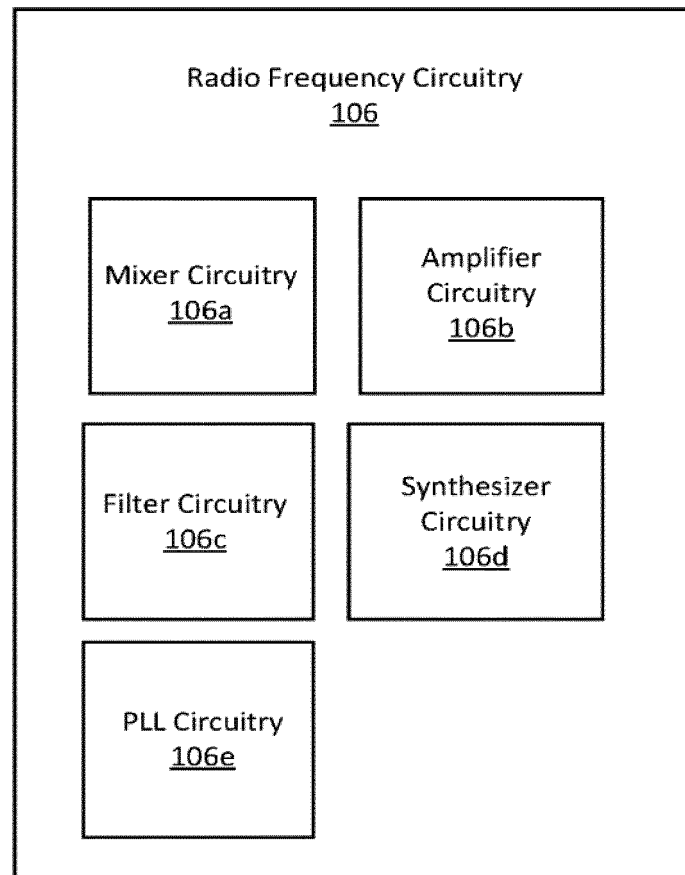 Radio Frequency Circuitry
106
Mixer Circuitry
106a
Amplifier
Circuitry
106b
Filter Circuitry
106c
Synthesizer
Circuitry
106d
PLL Circuitry
106e